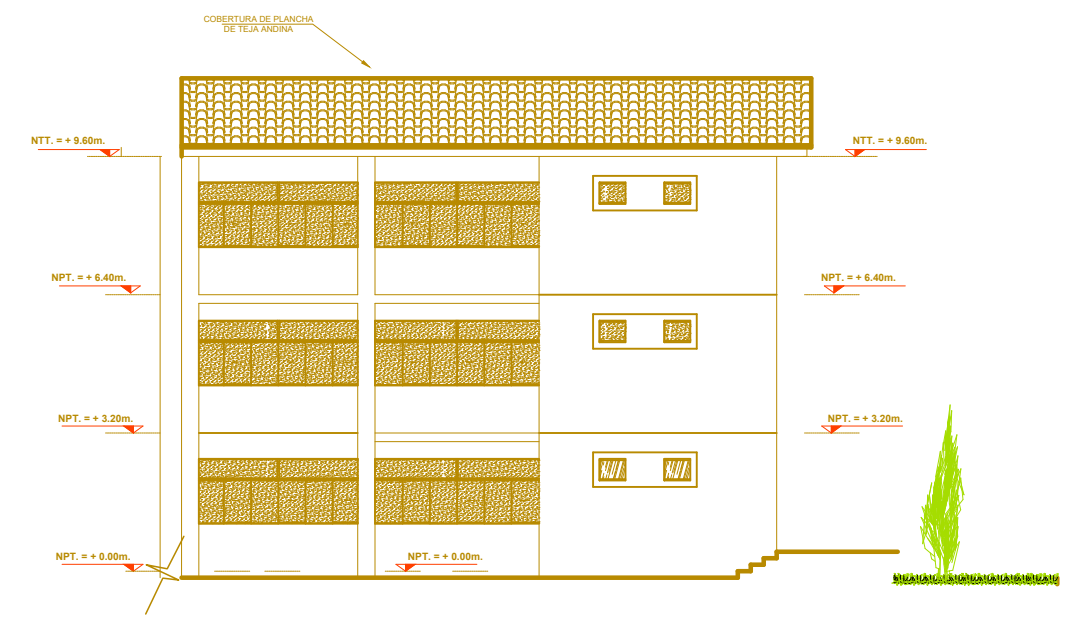 COBERTURA DE PLANCHA
DE TEJA ANDINA
NTT. = + 9.60m.
NTT. = + 9.60m.
NPT. = + 6.40m.
NPT. = + 6.40m.
NPT. = + 3.20m.
NPT. = + 3.20m.
NPT. = + 0.00m.
NPT. = + 0.00m.